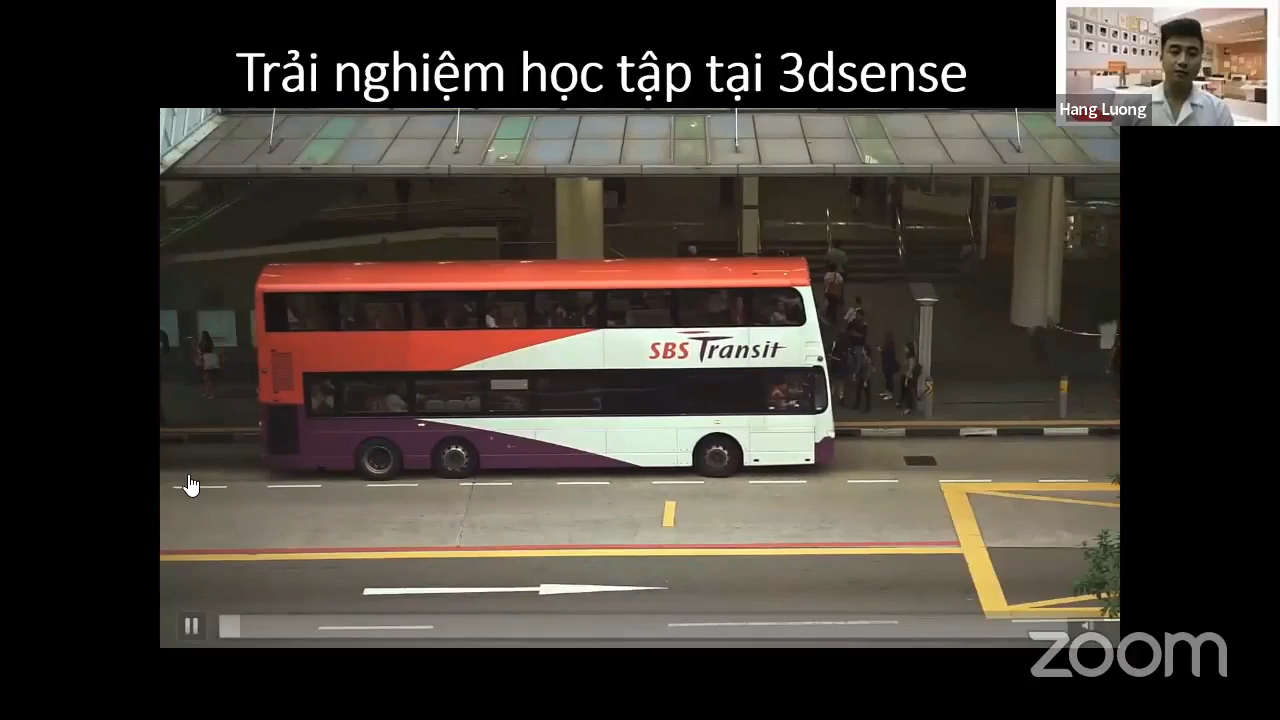 Trải nghiệm học tập tại 3dsense
Hang Luong
SBS Transit
zoom